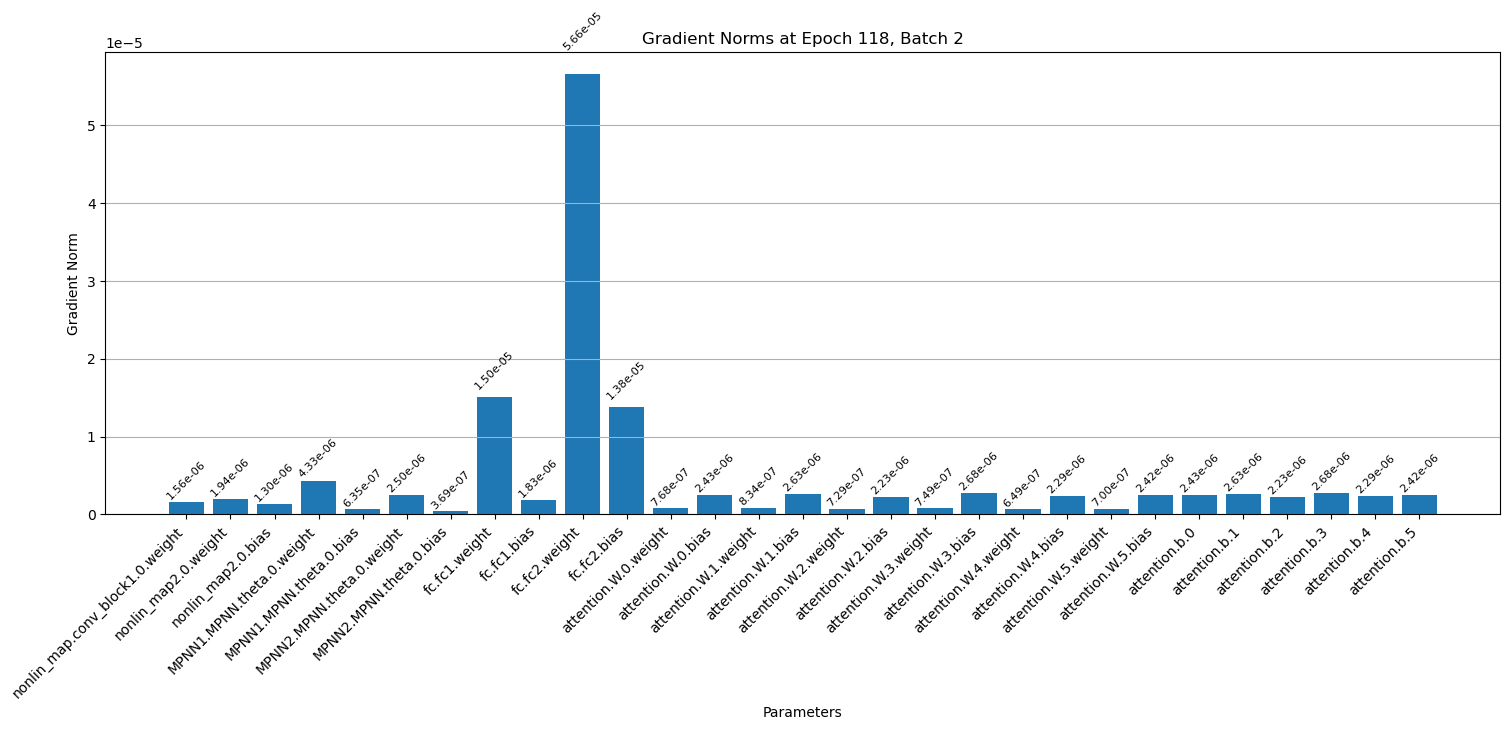 Gradient Norms at Epoch 118, Batch 2
1e−5
Gradient Norm
5
4
3
2
1
0
1.56e-06
1.94e-06
1.30e-06
4.33e-06
6.35e-07
2.50e-06
3.69e-07
1.50e-05
1.83e-06
5.66e-05
1.38e-05
7.68e-07
2.43e-06
8.34e-07
2.63e-06
7.29e-07
2.23e-06
7.49e-07
2.68e-06
6.49e-07
2.29e-06
7.00e-07
2.42e-06
2.43e-06
2.63e-06
2.23e-06
2.68e-06
2.29e-06
2.42e-06
nonlin_map.conv_block1.0.weight
nonlin_map2.0.weight
nonlin_map2.0.bias
MPNN1.MPNN.theta.0.weight
MPNN1.MPNN.theta.0.bias
MPNN2.MPNN.theta.0.weight
MPNN2.MPNN.theta.0.bias
fc.fc1.weight
fc.fc1.bias
fc.fc2.weight
fc.fc2.bias
attention.W.0.weight
attention.W.0.bias
attention.W.1.weight
attention.W.1.bias
attention.W.2.weight
attention.W.2.bias
attention.W.3.weight
attention.W.3.bias
attention.W.4.weight
attention.W.4.bias
attention.W.5.weight
attention.W.5.bias
attention.b.0
attention.b.1
attention.b.2
attention.b.3
attention.b.4
attention.b.5
Parameters